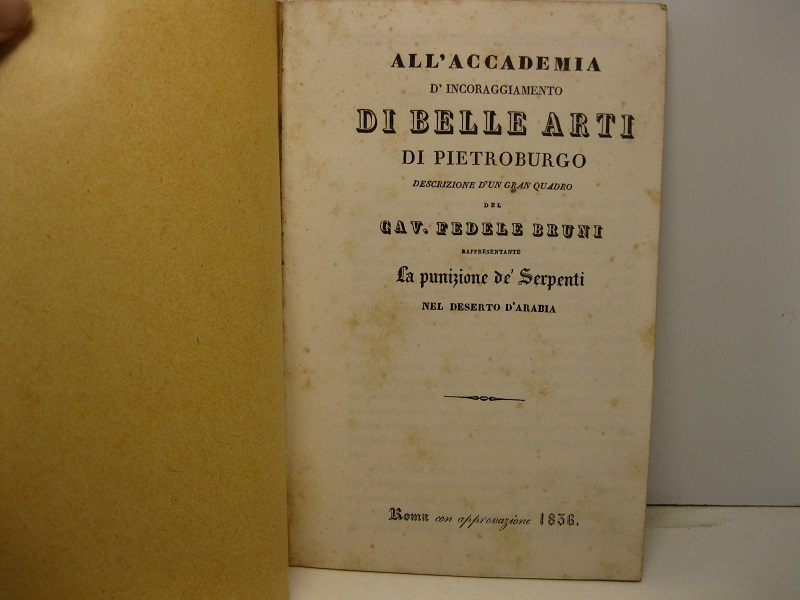 ALL'ACCADEMIA
D' INCORAGGIAMENTO
DI BELLE ARTI
DI PIETROBURGO
DESCRIZIONE D'UN GRAN QUADRO
DEL
CAV. FEDELE BRUNI
RAPPRESENTANTE
La punizione de' Serpenti
NEL DESERTO D'ARABIA
Roma con approvazione 1836.